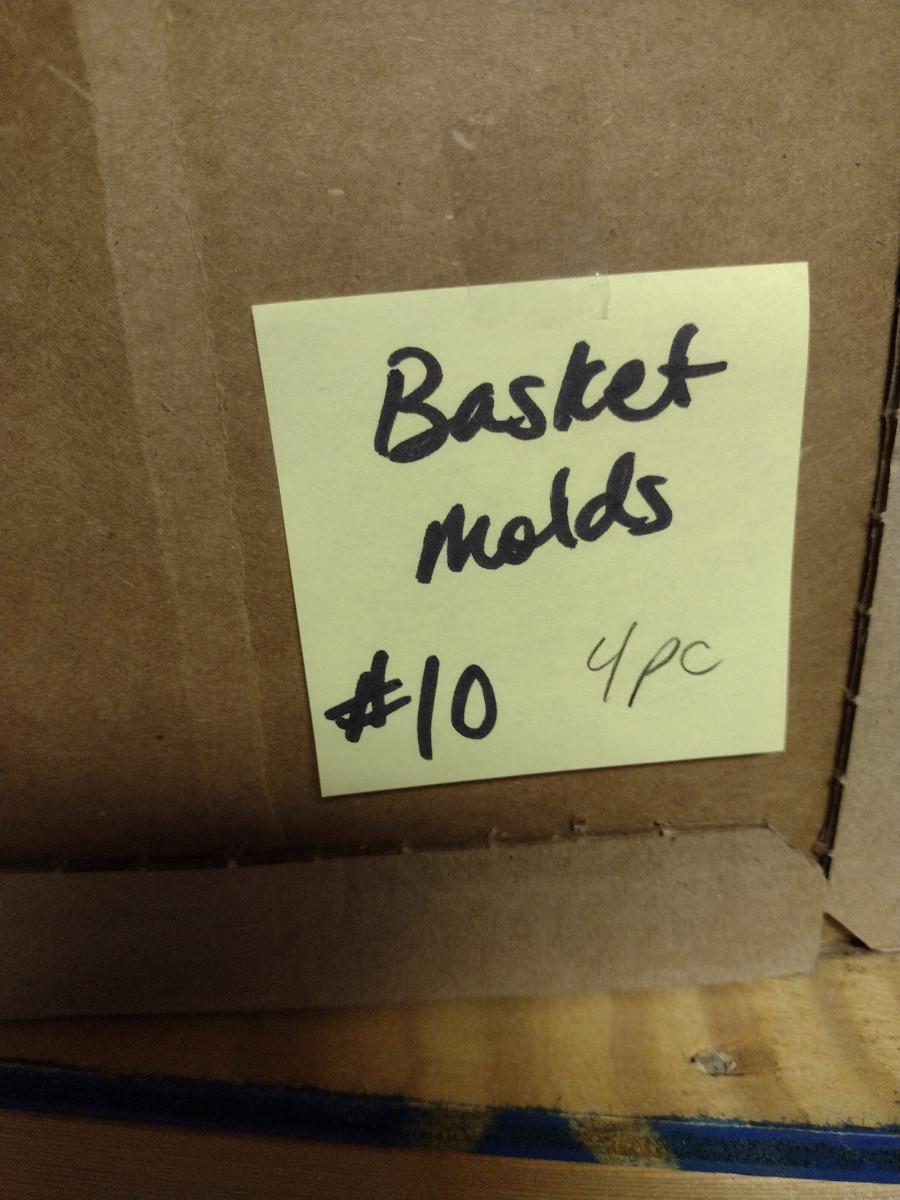 Basket
Molds
#10 4pc